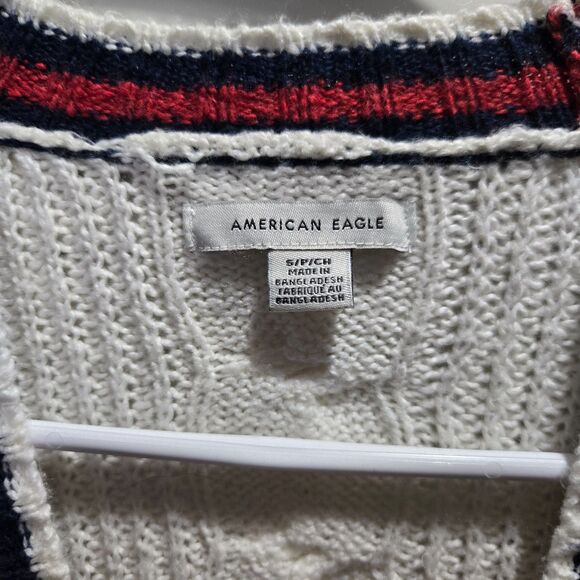 AMERICAN EAGLE
S/P/CH
MADE IN
BANGLADESH
FABRIQUÉ AU
BANGLADESH